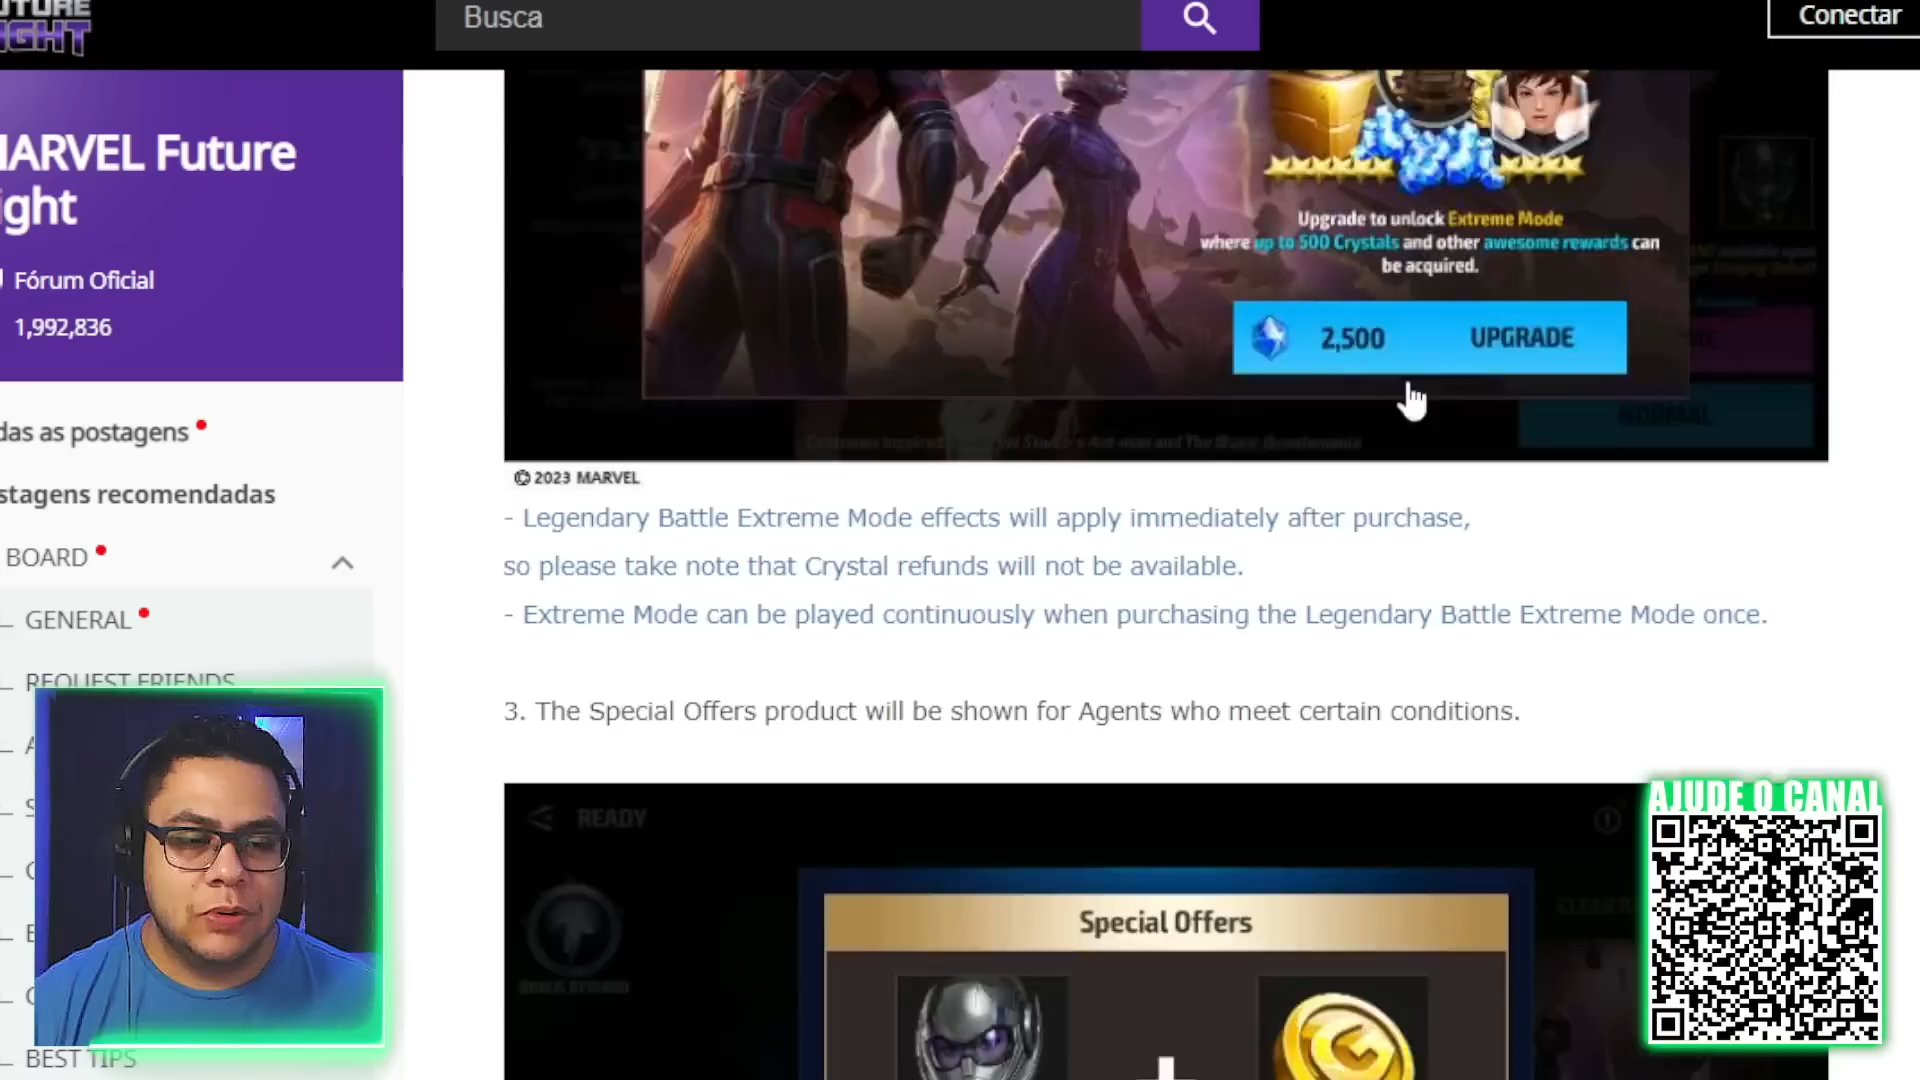 FUTURE
FIGHT
Busca
Conectar
MARVEL Future
ight
Fórum Oficial
1,992,836
das as postagens
stagens recomendadas
BOARD
GENERAL
REQUEST FRIENDS
BEST TIPS
Upgrade to unlock Extreme Mode
where up to 500 Crystals and other awesome rewards can
be acquired.
2,500 UPGRADE
NORMAL
© 2023 MARVEL
- Legendary Battle Extreme Mode effects will apply immediately after purchase,
so please take note that Crystal refunds will not be available.
- Extreme Mode can be played continuously when purchasing the Legendary Battle Extreme Mode once.
3. The Special Offers product will be shown for Agents who meet certain conditions.
READY
Special Offers
AJUDE O CANAL